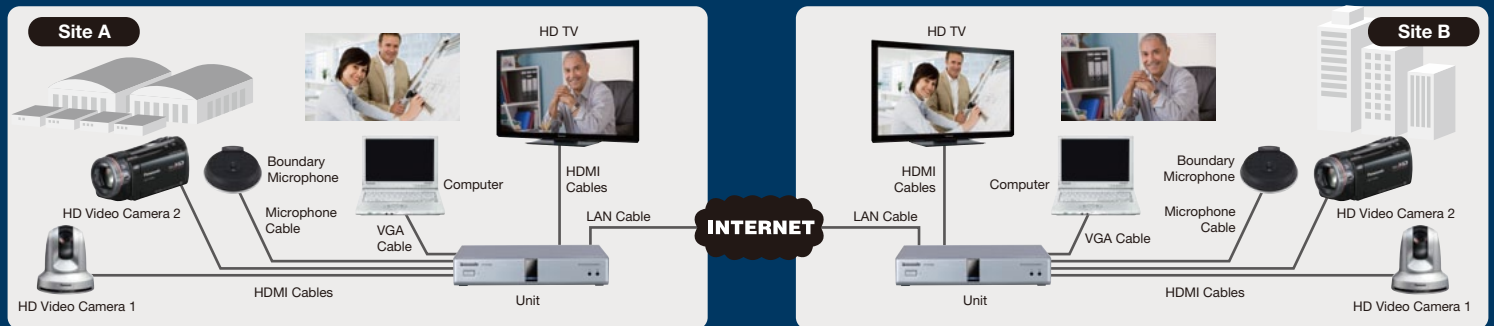 Site A
HD TV
Boundary
Microphone
Computer
HDMI
Cables
HD Video Camera 2
Microphone
Cable
VGA
Cable
LAN Cable
HDMI Cables
Unit
HD Video Camera 1
INTERNET
HD TV
Site B
HDMI
Cables
Computer
Boundary
Microphone
LAN Cable
VGA Cable
Microphone
Cable
HD Video Camera 2
HDMI Cables
Unit
HD Video Camera 1